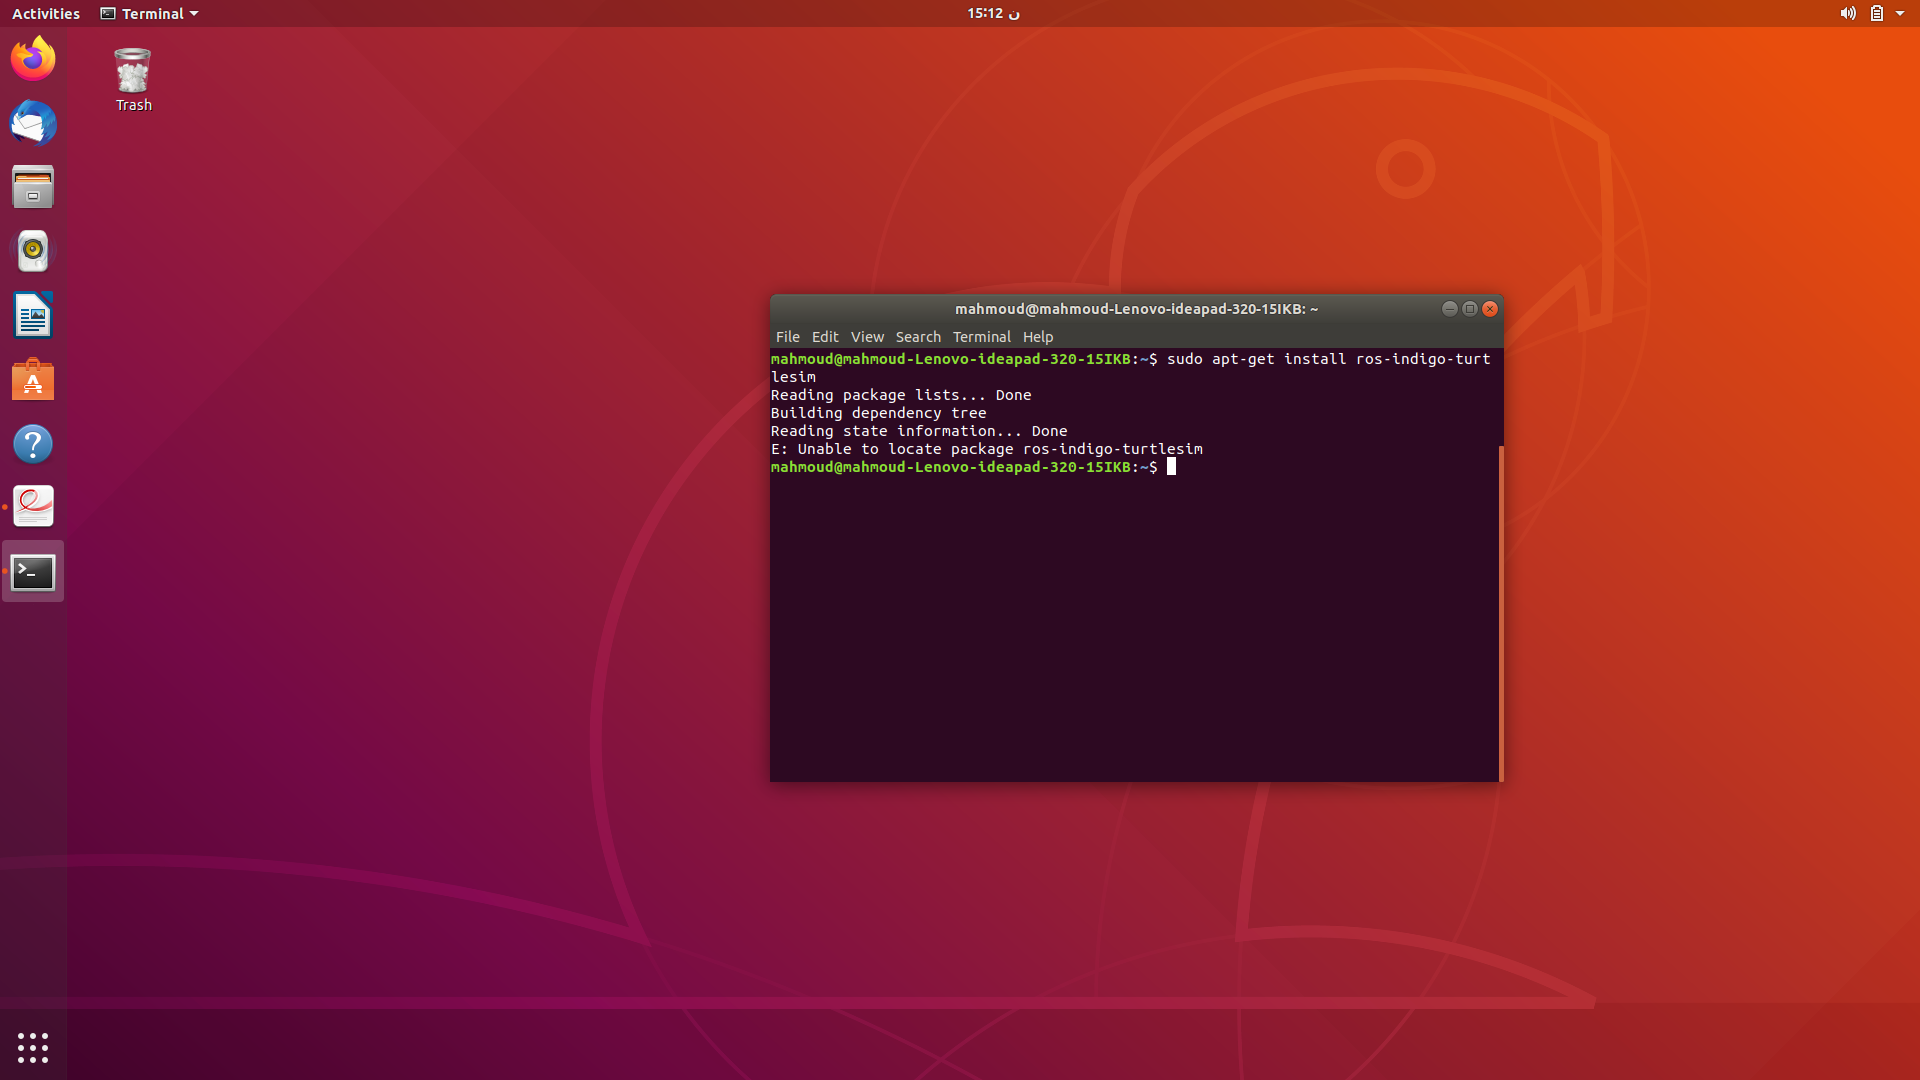 Activities
Terminal
15:12 ن
Trash
mahmoud@mahmoud-Lenovo-ideapad-320-15IKB: ~
File Edit View Search Terminal Help
mahmoud@mahmoud-Lenovo-ideapad-320-15IKB:~$ sudo apt-get install ros-indigo-turt
lesim
Reading package lists... Done
Building dependency tree
Reading state information... Done
E: Unable to locate package ros-indigo-turtlesim
mahmoud@mahmoud-Lenovo-ideapad-320-15IKB:~$